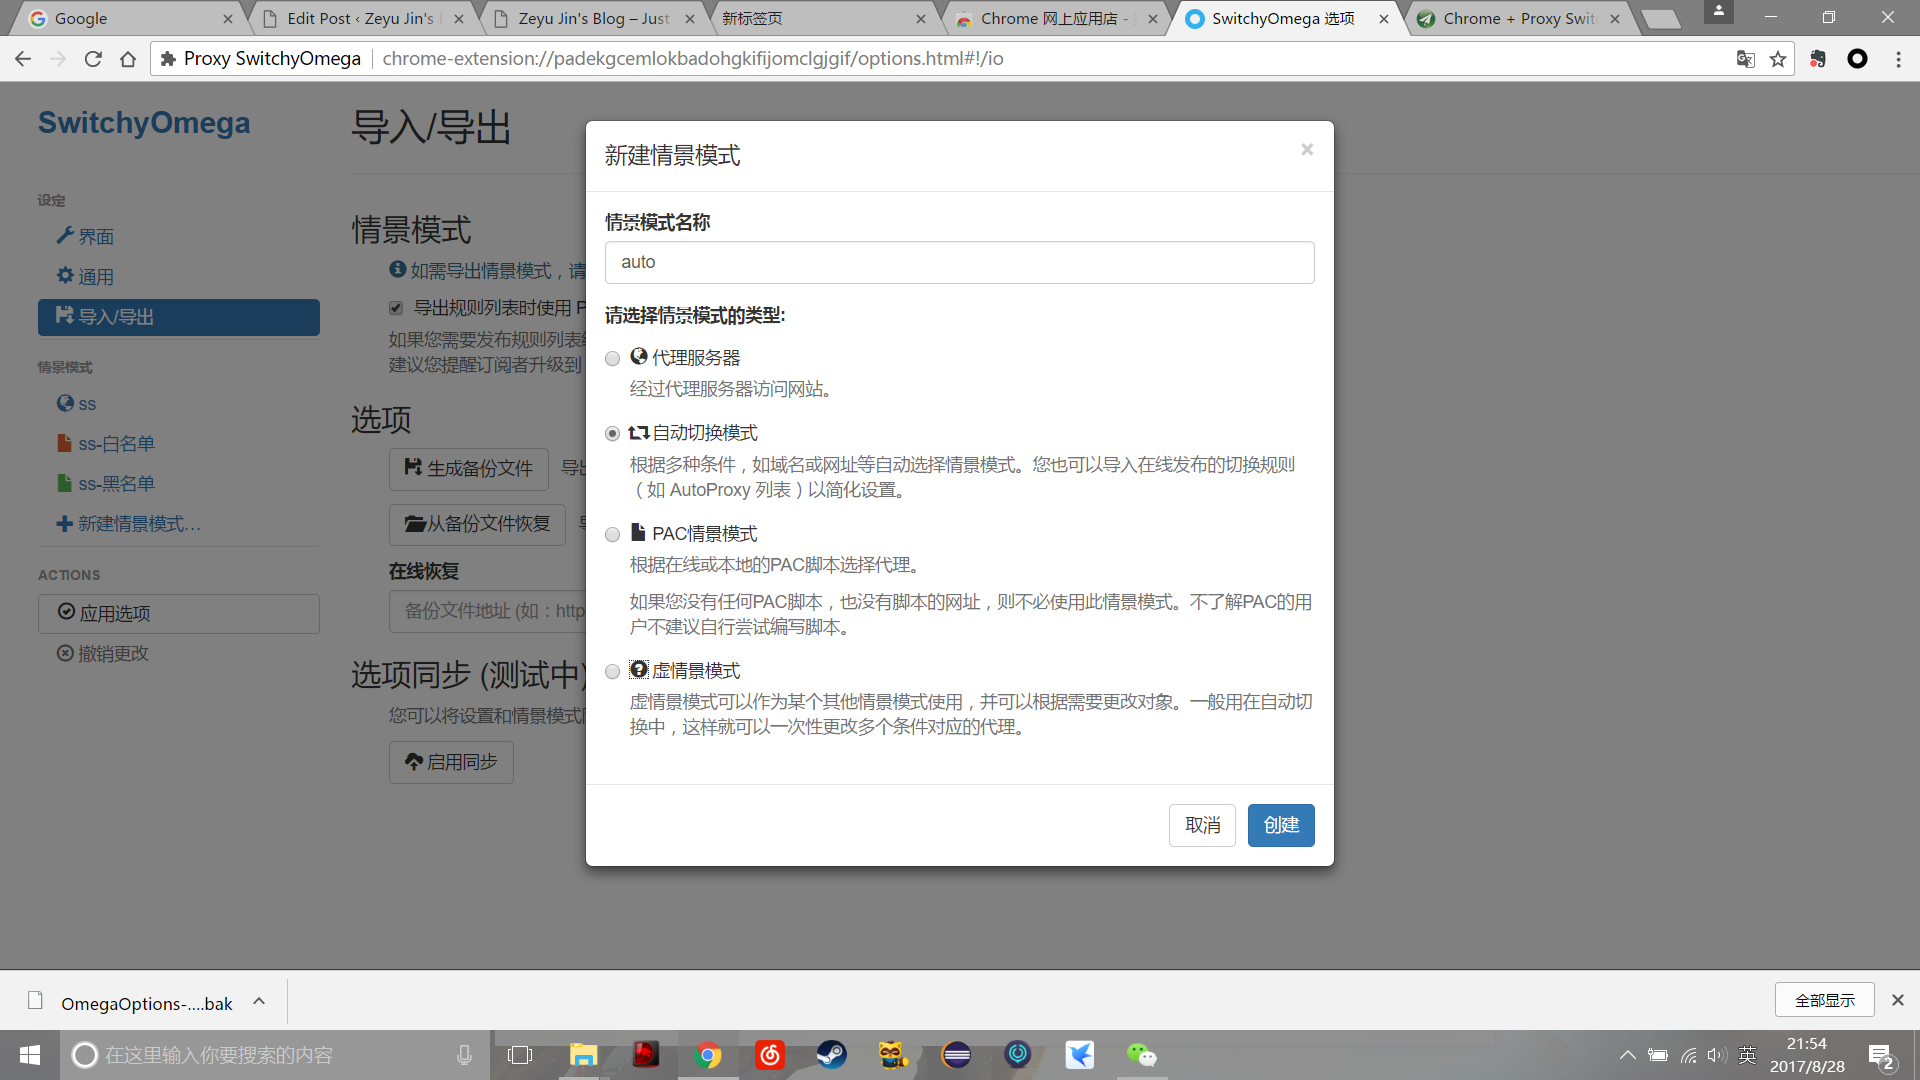 Google
Edit Post ‹ Zeyu Jin's
Zeyu Jin's Blog – Just
新标签页
Chrome 网上应用店 -
SwitchyOmega 选项
Chrome + Proxy Swit
Proxy SwitchyOmega
chrome-extension://padekgcemlokbadohgkifijomclgjgif/options.html#!/io
SwitchyOmega
设定
界面
通用
导入/导出
情景模式
ss
ss-白名单
ss-黑名单
新建情景模式…
ACTIONS
应用选项
撤销更改
导入/导出
情景模式
如需导出情景模式，请
导出规则列表时使用 P
如果您需要发布规则列表
建议您提醒订阅者升级到
选项
生成备份文件
导出
从备份文件恢复
在线恢复
备份文件地址 (如：http
选项同步 (测试中)
您可以将设置和情景模式
启用同步
新建情景模式
×
情景模式名称
auto
请选择情景模式的类型:
代理服务器
经过代理服务器访问网站。
自动切换模式
根据多种条件，如域名或网址等自动选择情景模式。您也可以导入在线发布的切换规则
（如 AutoProxy 列表）以简化设置。
PAC情景模式
根据在线或本地的PAC脚本选择代理。
如果您没有任何PAC脚本，也没有脚本的网址，则不必使用此情景模式。不了解PAC的用
户不建议自行尝试编写脚本。
虚情景模式
虚情景模式可以作为某个其他情景模式使用，并可以根据需要更改对象。一般用在自动切
换中，这样就可以一次性更改多个条件对应的代理。
取消
创建
OmegaOptions-....bak
全部显示
在这里输入你要搜索的内容
英
21:54
2017/8/28
2